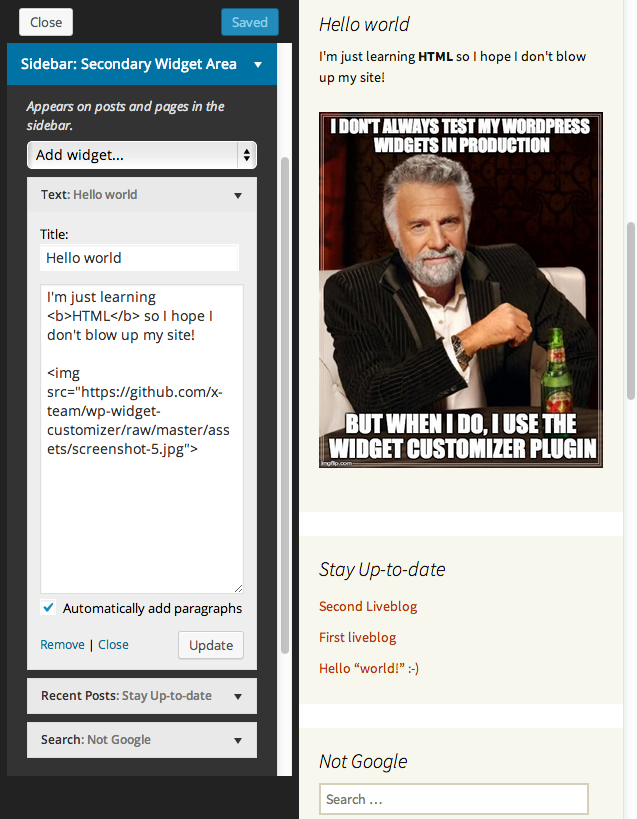 Close
Saved
Sidebar: Secondary Widget Area
Appears on posts and pages in the
sidebar.
Add widget...
Text: Hello world
Title:
Hello world
I'm just learning
<b>HTML</b> so I hope I
don't blow up my site!
<img
src="https://github.com/x-
team/wp-widget-
customizer/raw/master/ass
ets/screenshot-5.jpg">
Automatically add paragraphs
Remove | Close
Update
Recent Posts: Stay Up-to-date
Search: Not Google
Hello world
I'm just learning HTML so I hope I don't blow
up my site!
I DON'T ALWAYS TEST MY WORDPRESS
WIDGETS IN PRODUCTION
BUT WHEN I DO, I USE THE
WIDGET CUSTOMIZER PLUGIN
imgflip.com
Stay Up-to-date
Second Liveblog
First liveblog
Hello “world!” :-)
Not Google
Search …